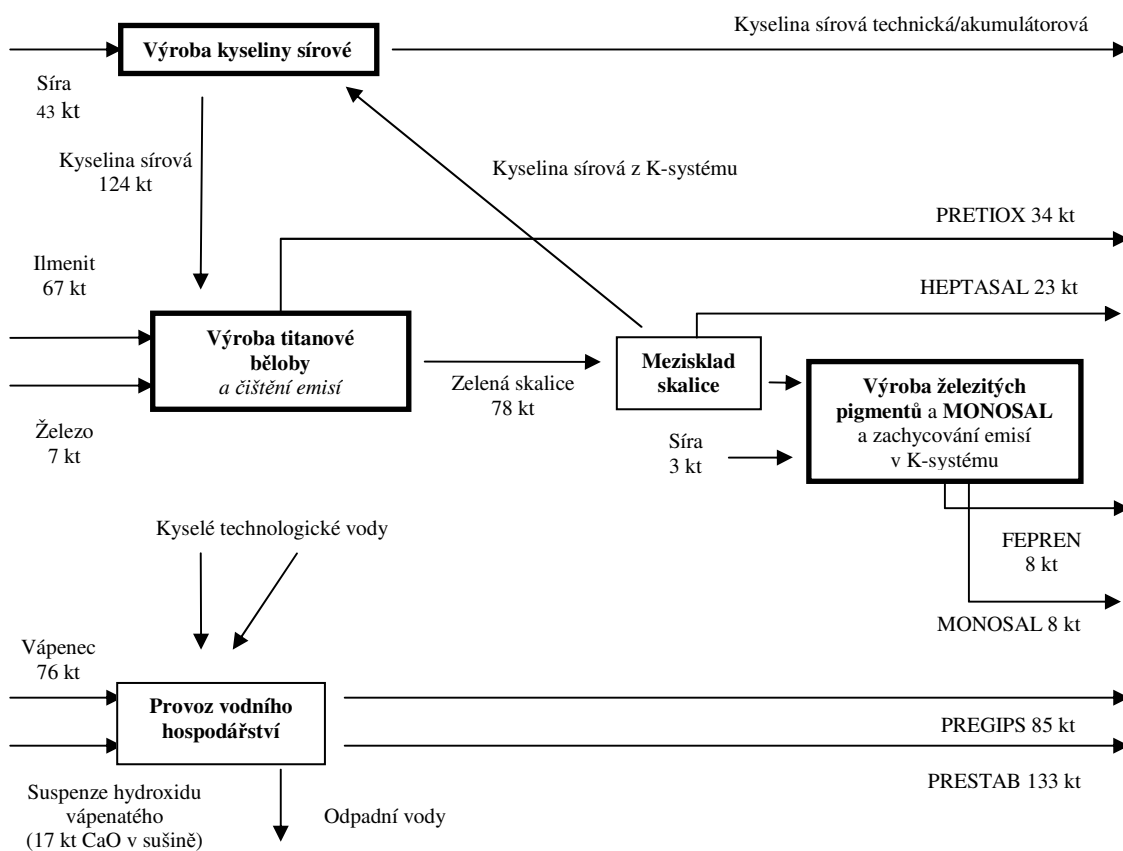 Kyselina sírová technická/akumulátorová
Výroba kyseliny sírové
Síra
43 kt
Kyselina sírová
124 kt
Kyselina sírová z K-systému
PRETIOX 34 kt
Ilmenit
67 kt
HEPTASAL 23 kt
Výroba titanové
běloby
a čištění emisí
Mezisklad
skalice
Zelená skalice
78 kt
Výroba železitých
pigmentů a MONOSAL
a zachycování emisí
v K-systému
Železo
7 kt
Síra
3 kt
Kyselé technologické vody
FEPREN
8 kt
MONOSAL 8 kt
Vápenec
76 kt
Provoz vodního
hospodářství
PREGIPS 85 kt
PRESTAB 133 kt
Suspenze hydroxidu
vápenatého
(17 kt CaO v sušině)
Odpadní vody